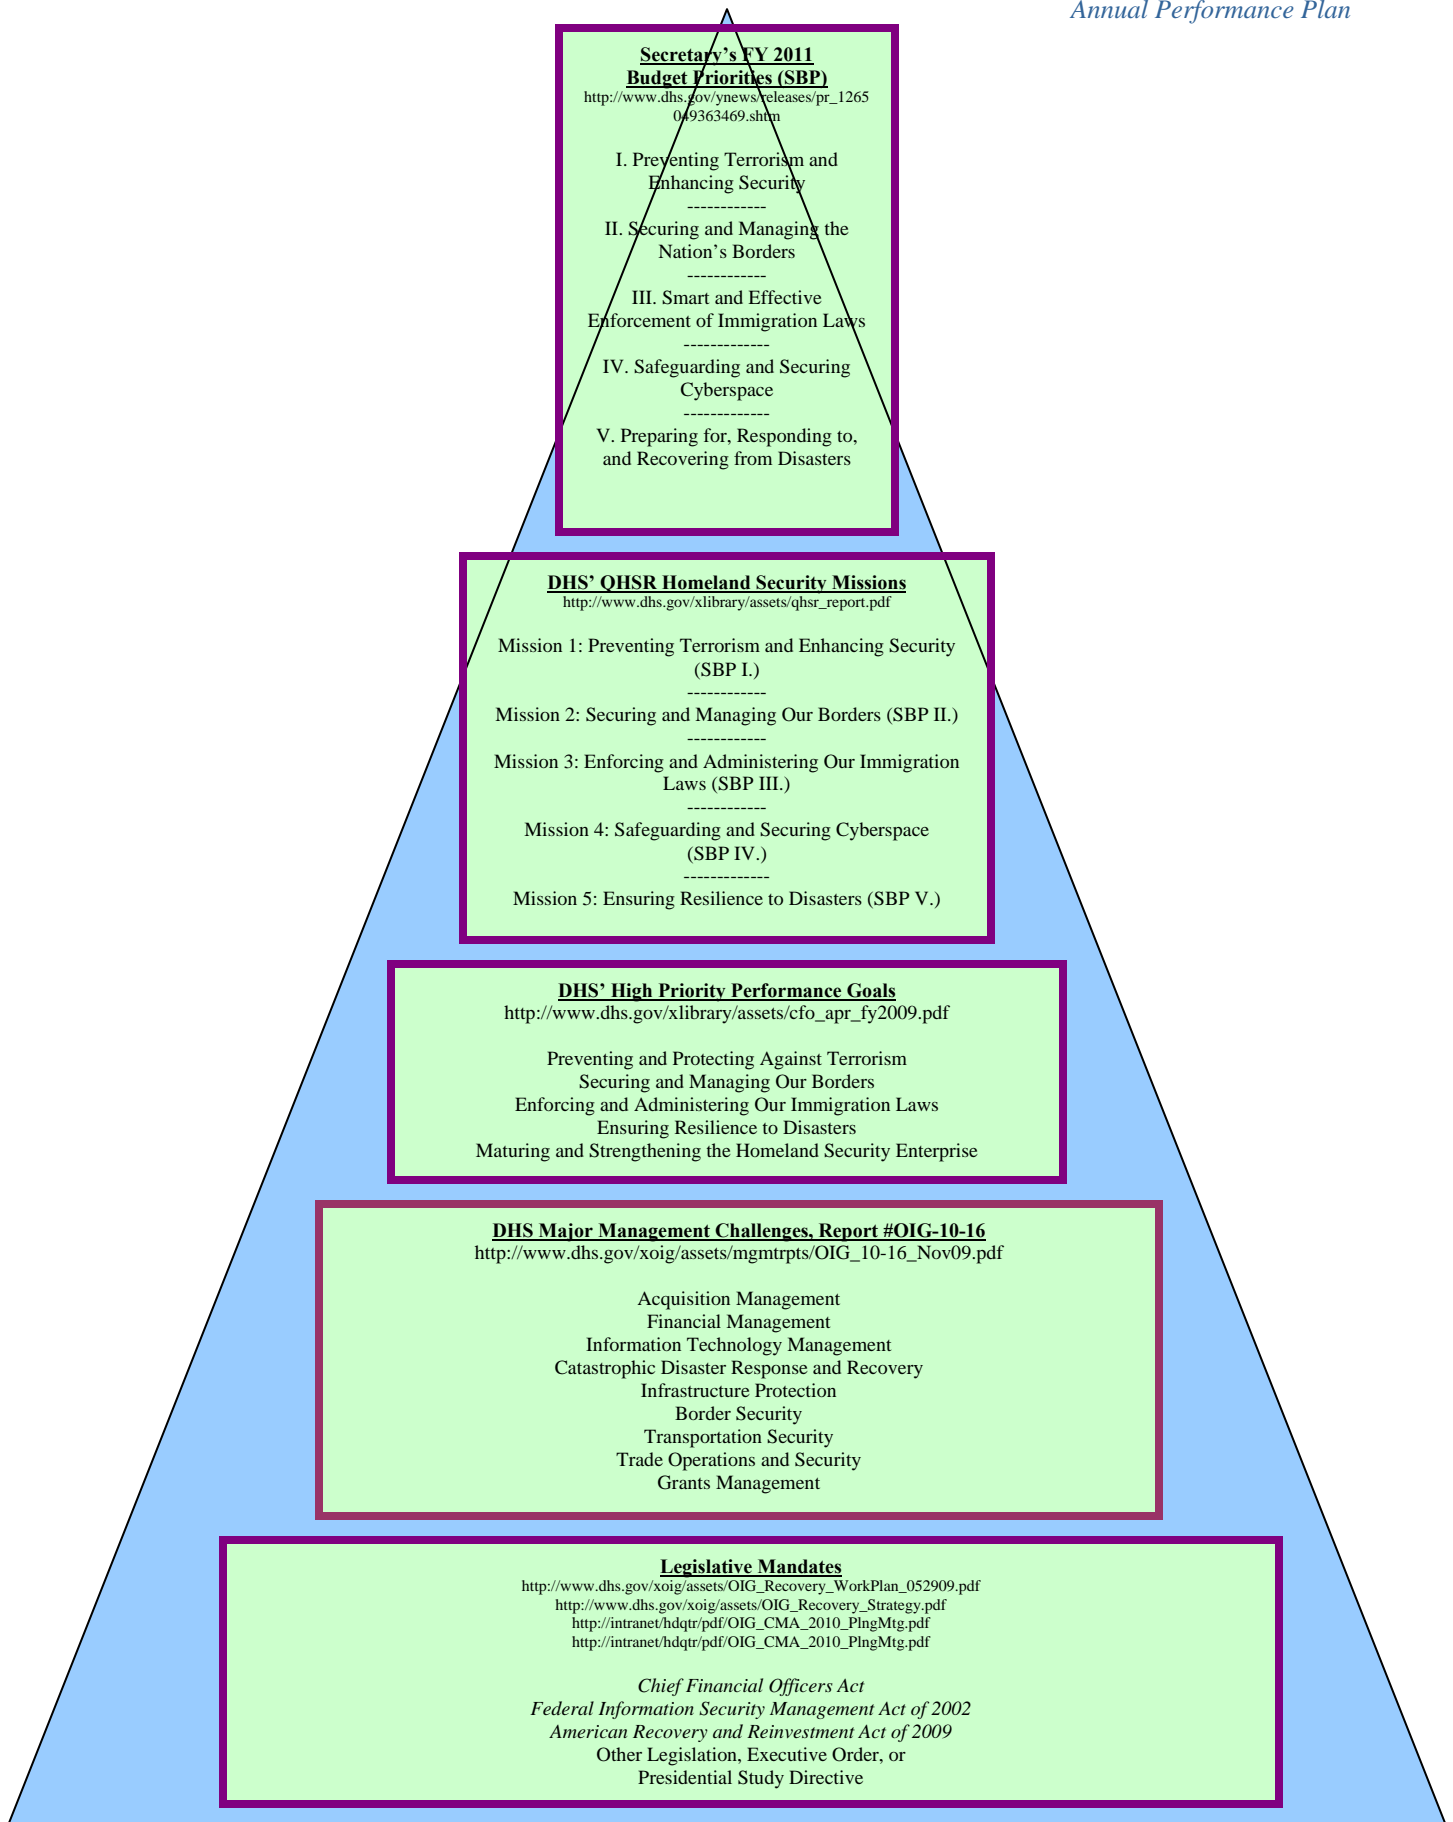 Annual Performance Plan
Secretary’s FY 2011
Budget Priorities (SBP)
http://www.dhs.gov/ynews/releases/pr_1265
049363469.shtm
I. Preventing Terrorism and
Enhancing Security
------------
II. Securing and Managing the
Nation’s Borders
------------
III. Smart and Effective
Enforcement of Immigration Laws
-------------
IV. Safeguarding and Securing
Cyberspace
-------------
V. Preparing for, Responding to,
and Recovering from Disasters
DHS’ QHSR Homeland Security Missions
http://www.dhs.gov/xlibrary/assets/qhsr_report.pdf
Mission 1: Preventing Terrorism and Enhancing Security
(SBP I.)
------------
Mission 2: Securing and Managing Our Borders (SBP II.)
------------
Mission 3: Enforcing and Administering Our Immigration
Laws (SBP III.)
------------
Mission 4: Safeguarding and Securing Cyberspace
(SBP IV.)
-------------
Mission 5: Ensuring Resilience to Disasters (SBP V.)
DHS’ High Priority Performance Goals
http://www.dhs.gov/xlibrary/assets/cfo_apr_fy2009.pdf
Preventing and Protecting Against Terrorism
Securing and Managing Our Borders
Enforcing and Administering Our Immigration Laws
Ensuring Resilience to Disasters
Maturing and Strengthening the Homeland Security Enterprise
DHS Major Management Challenges, Report #OIG-10-16
http://www.dhs.gov/xoig/assets/mgmtrpts/OIG_10-16_Nov09.pdf
Acquisition Management
Financial Management
Information Technology Management
Catastrophic Disaster Response and Recovery
Infrastructure Protection
Border Security
Transportation Security
Trade Operations and Security
Grants Management
Legislative Mandates
http://www.dhs.gov/xoig/assets/OIG_Recovery_WorkPlan_052909.pdf
http://www.dhs.gov/xoig/assets/OIG_Recovery_Strategy.pdf
http://intranet/hdqtr/pdf/OIG_CMA_2010_PlngMtg.pdf
http://intranet/hdqtr/pdf/OIG_CMA_2010_PlngMtg.pdf
Chief Financial Officers Act
Federal Information Security Management Act of 2002
American Recovery and Reinvestment Act of 2009
Other Legislation, Executive Order, or
Presidential Study Directive